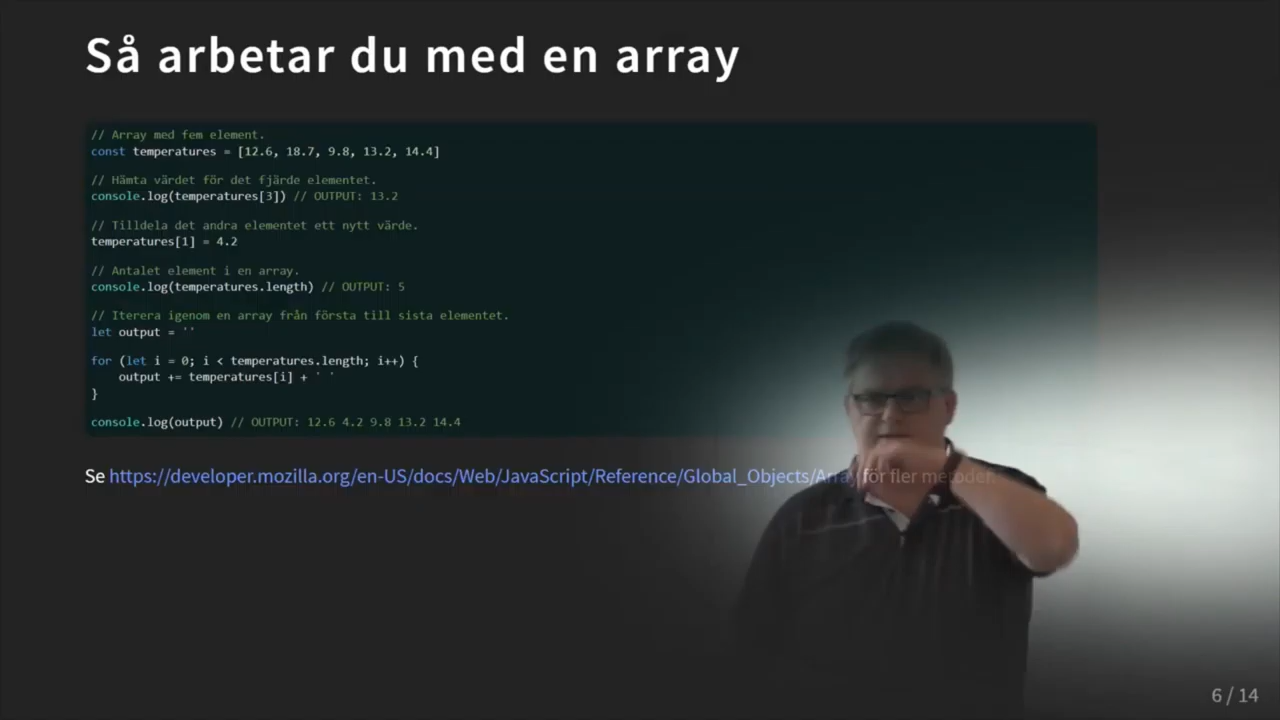 Så arbetar du med en array
// Array med fem element.
const temperatures = [12.6, 18.7, 9.8, 13.2, 14.4]
// Hämta värdet för det fjärde elementet.
console.log(temperatures[3]) // OUTPUT: 13.2
// Tilldela det andra elementet ett nytt värde.
temperatures[1] = 4.2
// Antalet element i en array.
console.log(temperatures.length) // OUTPUT: 5
// Iterera igenom en array från första till sista elementet.
let output = ''
for (let i = 0; i < temperatures.length; i++) {
output += temperatures[i] + ' '
}
console.log(output) // OUTPUT: 12.6 4.2 9.8 13.2 14.4
Se https://developer.mozilla.org/en-US/docs/Web/JavaScript/Reference/Global_Objects/Array för fler metoder.
6 / 14